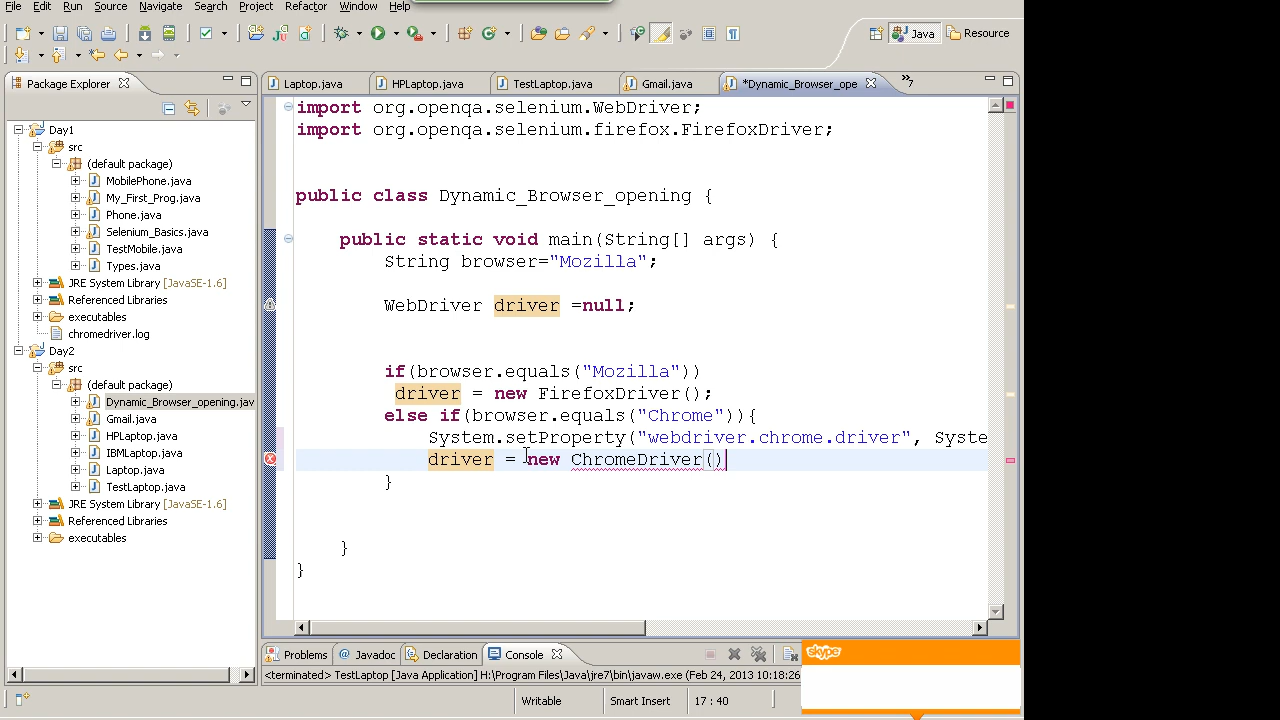 File Edit Run Source Navigate Search Project Refactor Window Help
Java Resource
Package Explorer
Laptop.java HPLaptop.java TestLaptop.java Gmail.java *Dynamic_Browser_ope »7
Day1
src
(default package)
MobilePhone.java
My_First_Prog.java
Phone.java
Selenium_Basics.java
TestMobile.java
Types.java
JRE System Library [JavaSE-1.6]
Referenced Libraries
executables
chromedriver.log
Day2
src
(default package)
Dynamic_Browser_opening.jav
Gmail.java
HPLaptop.java
IBMLaptop.java
Laptop.java
TestLaptop.java
JRE System Library [JavaSE-1.6]
Referenced Libraries
executables
import org.openqa.selenium.WebDriver;
import org.openqa.selenium.firefox.FirefoxDriver;
public class Dynamic_Browser_opening {
public static void main(String[] args) {
String browser="Mozilla";
WebDriver driver =null;
if(browser.equals("Mozilla"))
driver = new FirefoxDriver();
else if(browser.equals("Chrome")){
System.setProperty("webdriver.chrome.driver", Syste
driver = new ChromeDriver()
}
}
}
Problems Javadoc Declaration Console
<terminated> TestLaptop [Java Application] H:\Program Files\Java\jre7\bin\javaw.exe (Feb 24, 2013 10:18:26
skype
Writable Smart Insert 17 : 40